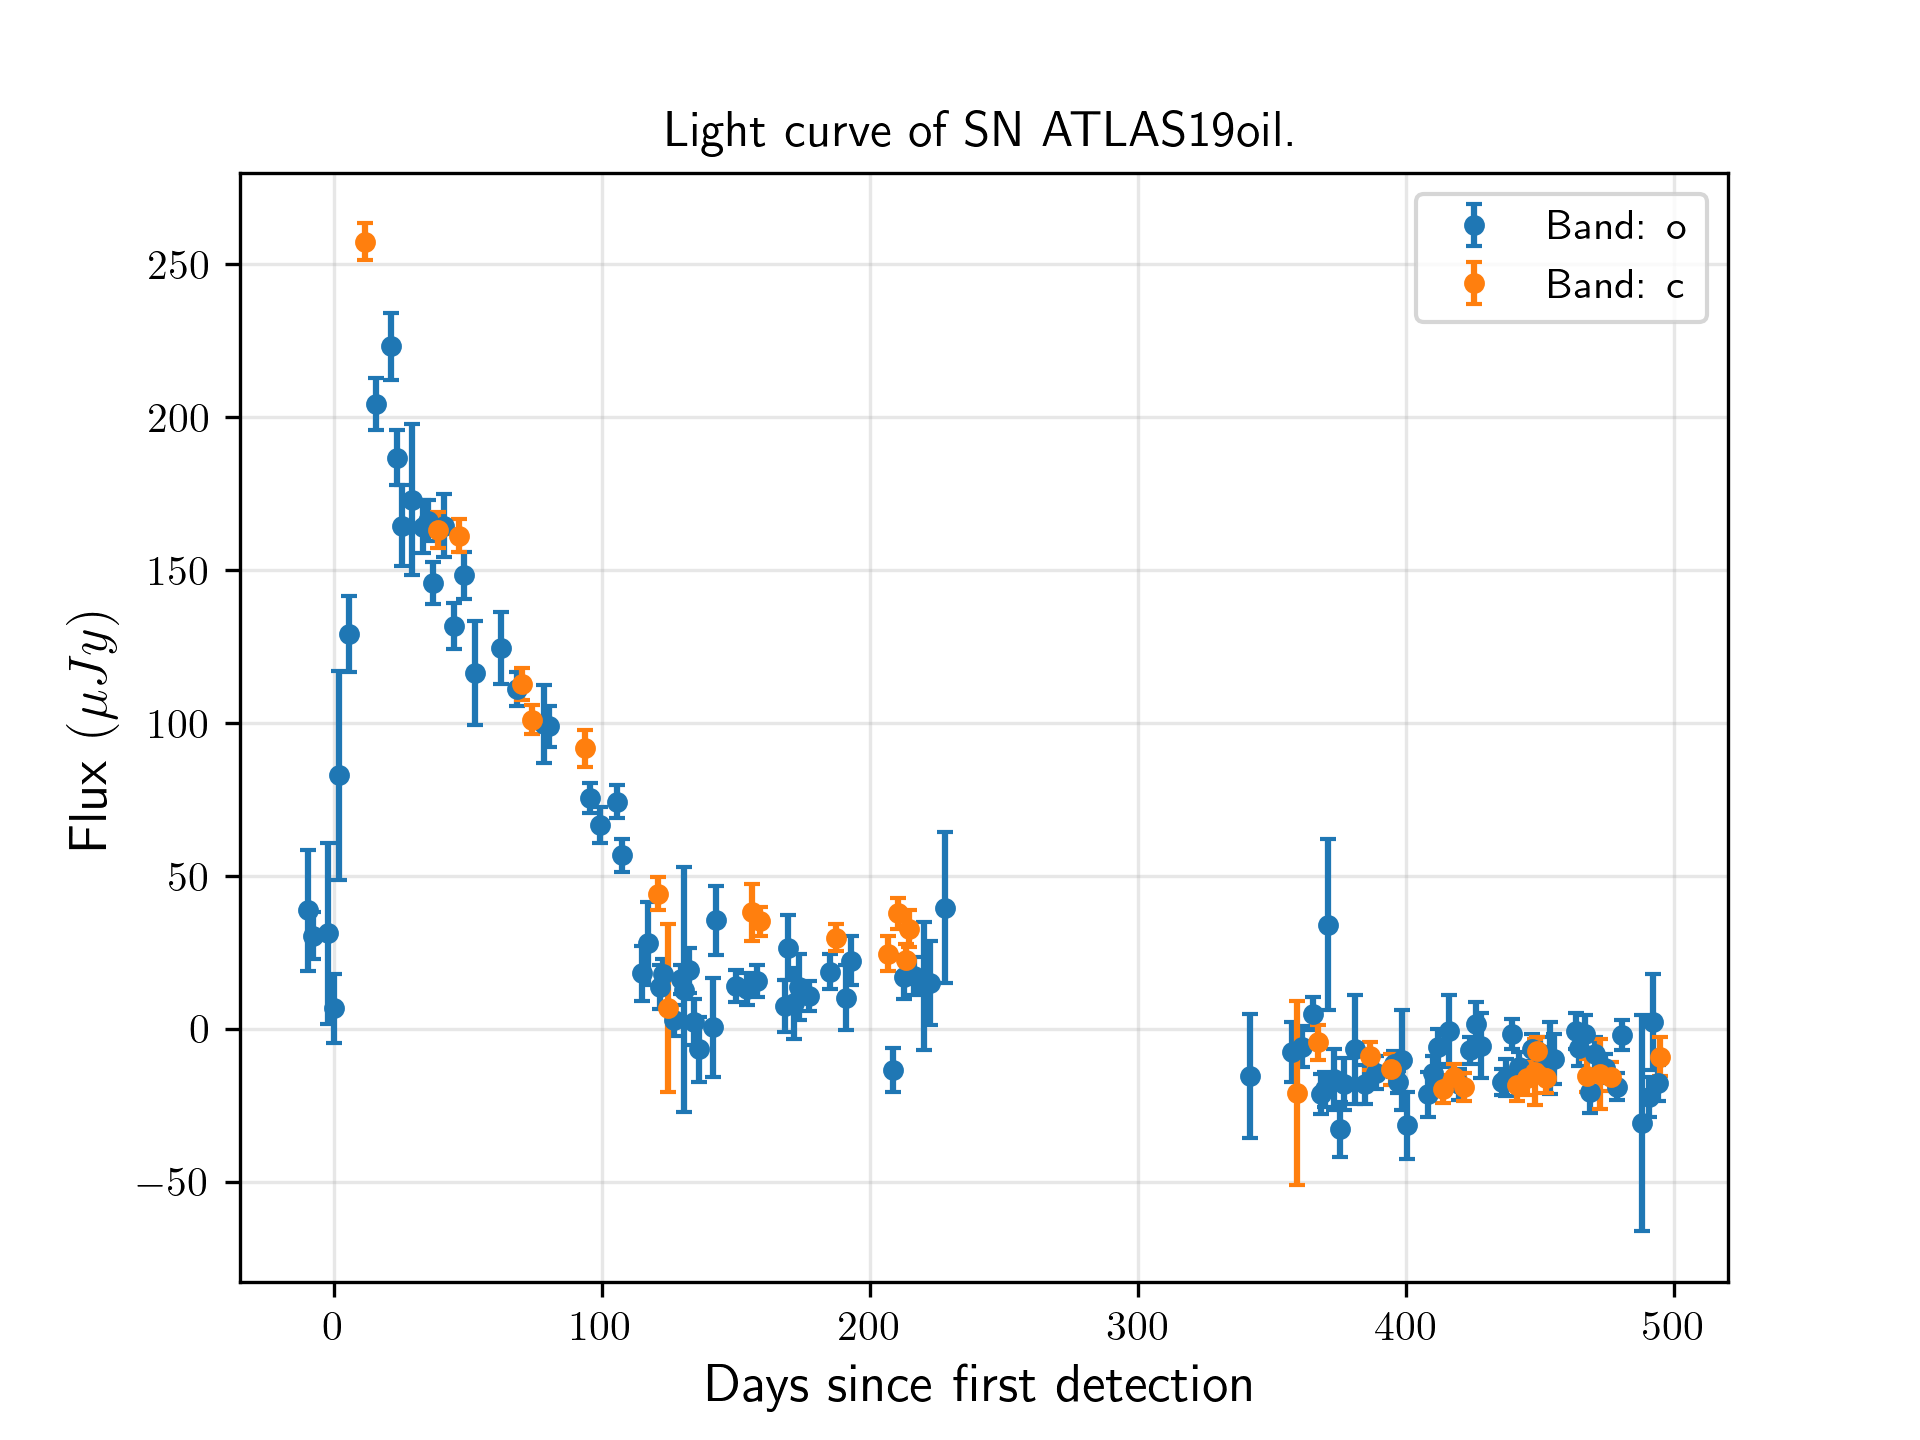 Light curve of SN ATLAS19oil.
Band: o
Band: c
250
200
150
100
50
0
−50
Flux (μJy)
0 100 200 300 400 500
Days since first detection